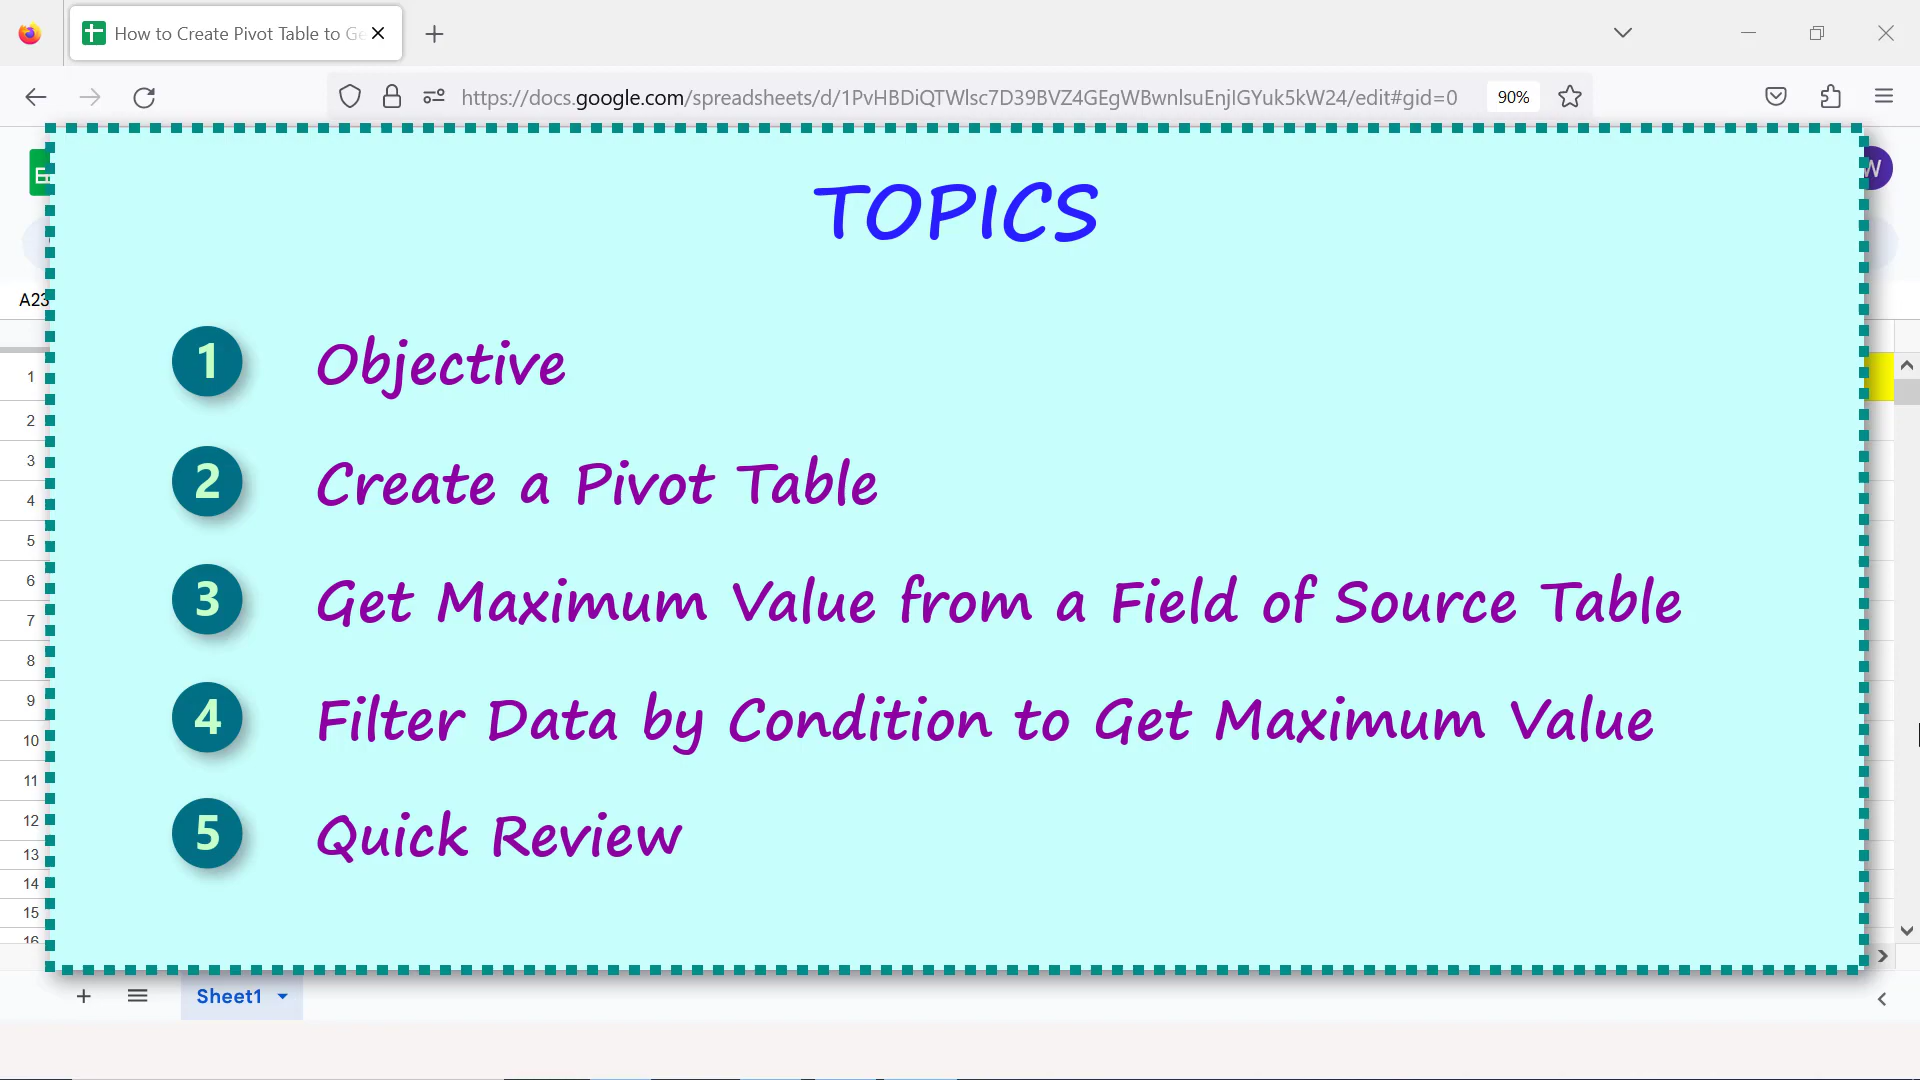 How to Create Pivot Table to Ge
https://docs.google.com/spreadsheets/d/1PvHBDiQTWlsc7D39BVZ4GEgWBwnlsuEnjIGYuk5kW24/edit#gid=0
90%
W
A23
TOPICS
1 Objective
2 Create a Pivot Table
3 Get Maximum Value from a Field of Source Table
4 Filter Data by Condition to Get Maximum Value
5 Quick Review
1
2
3
4
5
6
7
8
9
10
11
12
13
14
15
16
Sheet1